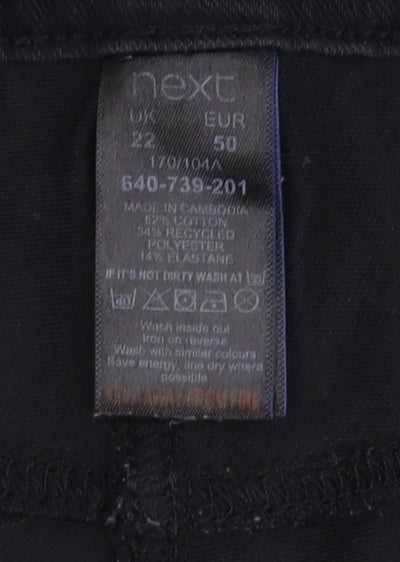 next
UK EUR
22 50
170/104A
640-739-201
MADE IN CAMBODIA
52% COTTON
34% RECYCLED
POLYESTER
14% ELASTANE
IF IT'S NOT DIRTY WASH AT
Wash inside out
Iron on reverse
Wash with similar colours
Save energy, line dry where
possible